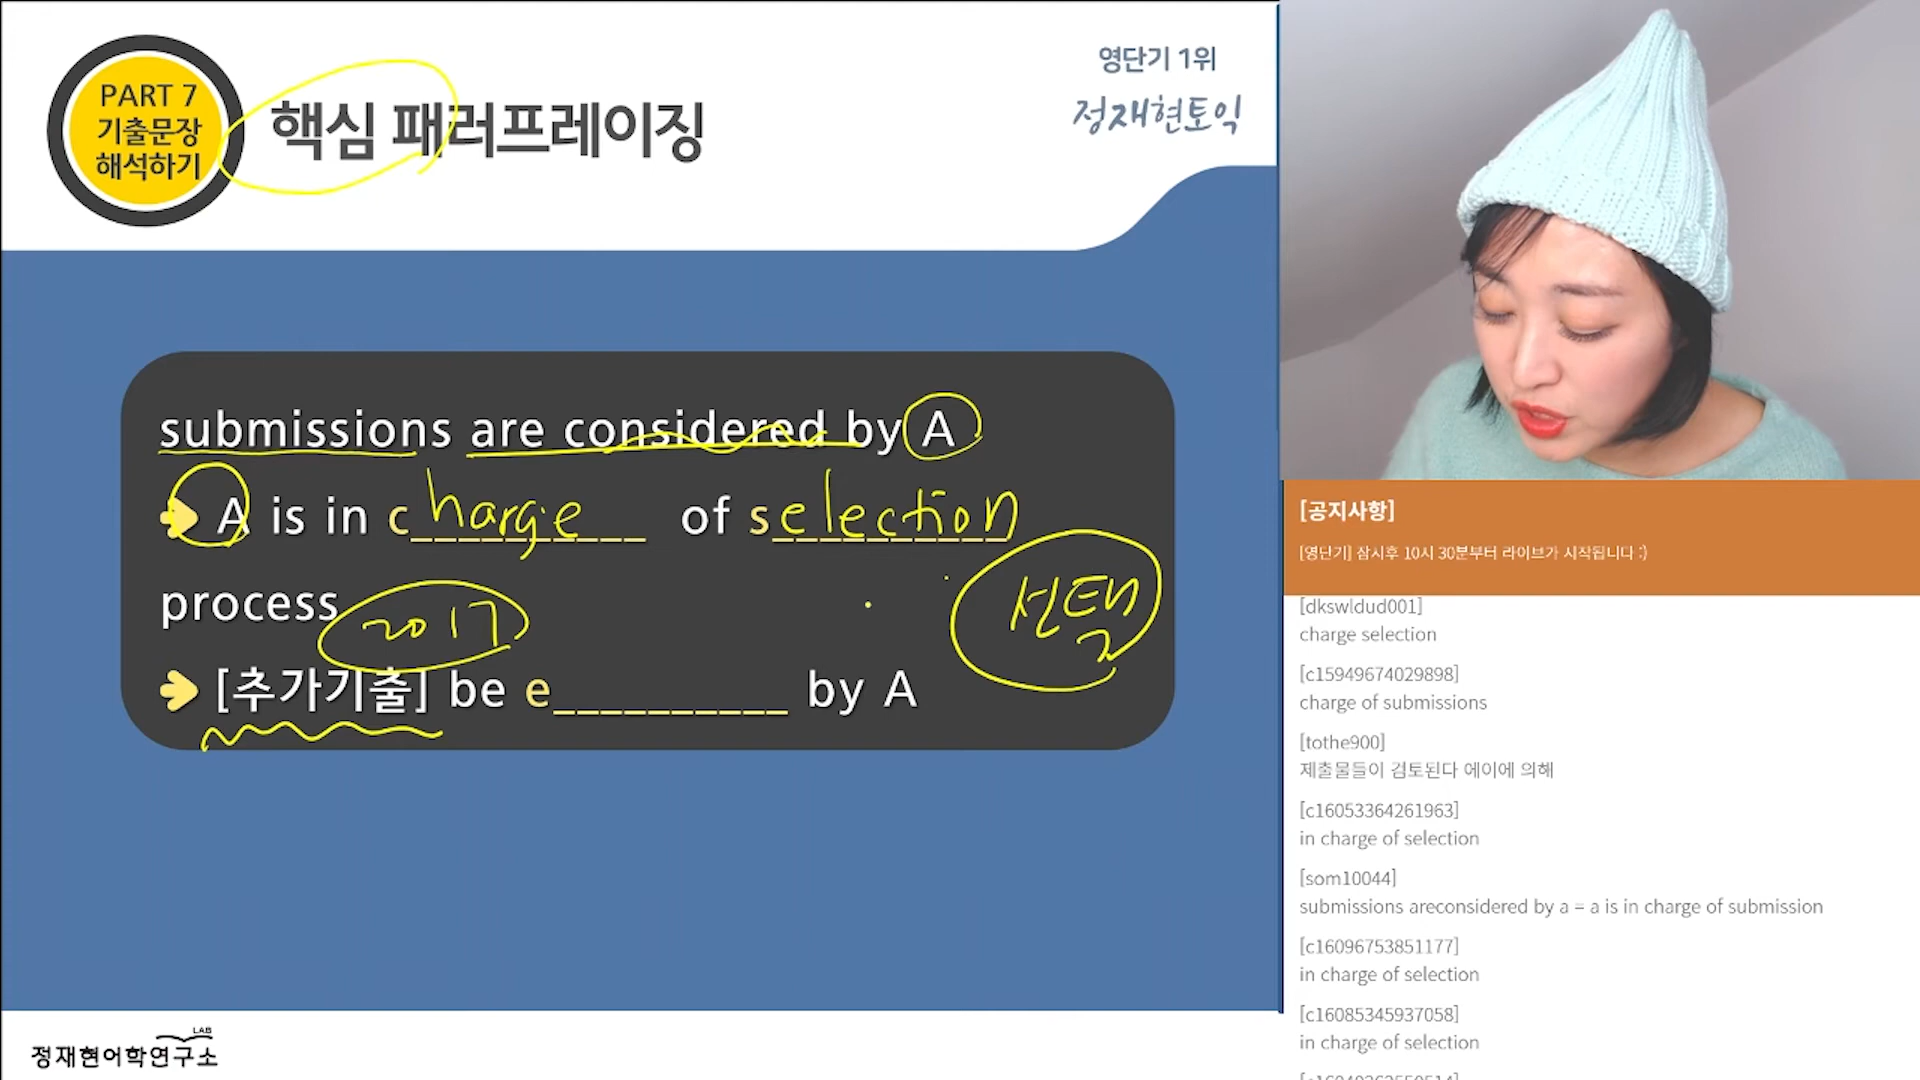 PART 7
기출문장
해석하기
핵심 패러프레이징
영단기 1위
정재현토익
submissions are considered by A
A is in charge of selection
process
2017
선택
[추가기출] be e__________ by A
LAB
정재현어학연구소
[공지사항]
[영단기] 잠시후 10시 30분부터 라이브가 시작됩니다 :)
[dkswldud001]
charge selection
[c15949674029898]
charge of submissions
[tothe900]
제출물들이 검토된다 에이에 의해
[c16053364261963]
in charge of selection
[som10044]
submissions areconsidered by a = a is in charge of submission
[c16096753851177]
in charge of selection
[c16085345937058]
in charge of selection